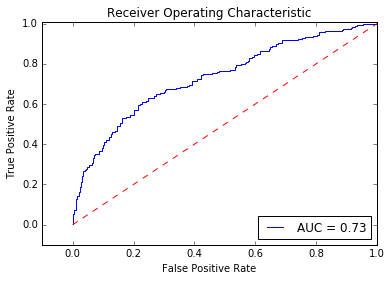 Receiver Operating Characteristic
1.0
0.8
0.6
0.4
0.2
0.0
True Positive Rate
AUC = 0.73
0.0 0.2 0.4 0.6 0.8 1.0
False Positive Rate